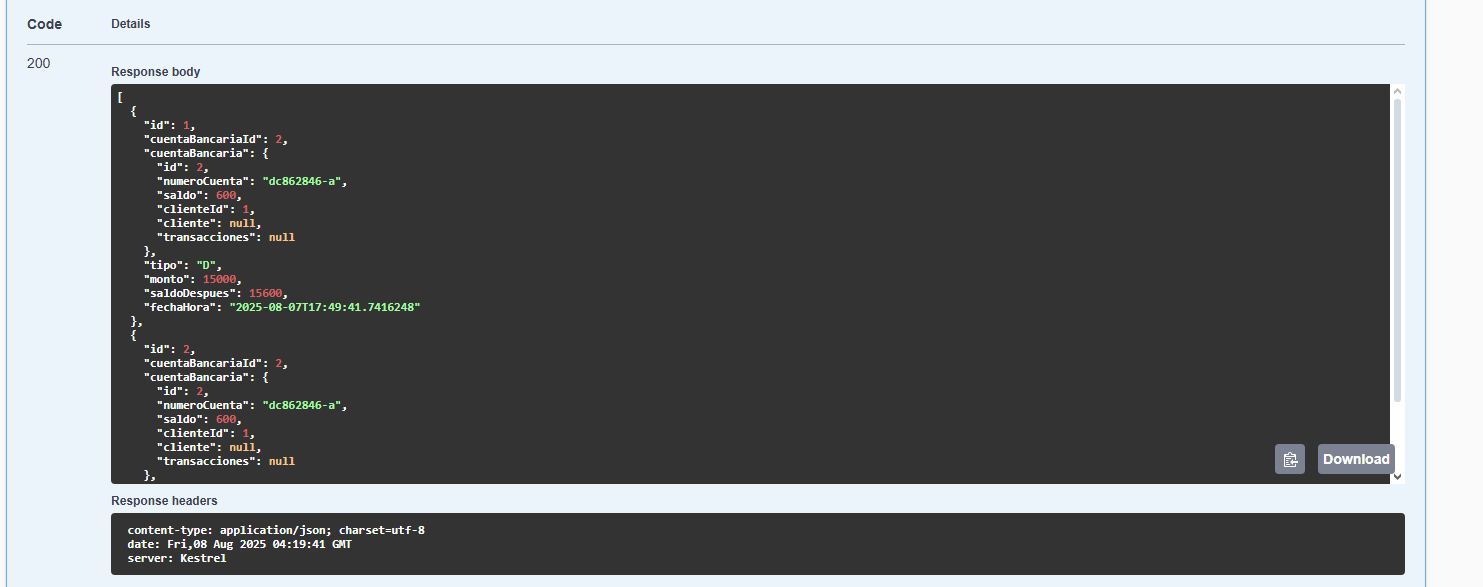 Code Details
200
Response body
[
  {
    "id": 1,
    "cuentaBancariaId": 2,
    "cuentaBancaria": {
      "id": 2,
      "numeroCuenta": "dc862846-a",
      "saldo": 600,
      "clienteId": 1,
      "cliente": null,
      "transacciones": null
    },
    "tipo": "D",
    "monto": 15000,
    "saldoDespues": 15600,
    "fechaHora": "2025-08-07T17:49:41.7416248"
  },
  {
    "id": 2,
    "cuentaBancariaId": 2,
    "cuentaBancaria": {
      "id": 2,
      "numeroCuenta": "dc862846-a",
      "saldo": 600,
      "clienteId": 1,
      "cliente": null,
      "transacciones": null
    },
Download
Response headers
content-type: application/json; charset=utf-8
date: Fri,08 Aug 2025 04:19:41 GMT
server: Kestrel